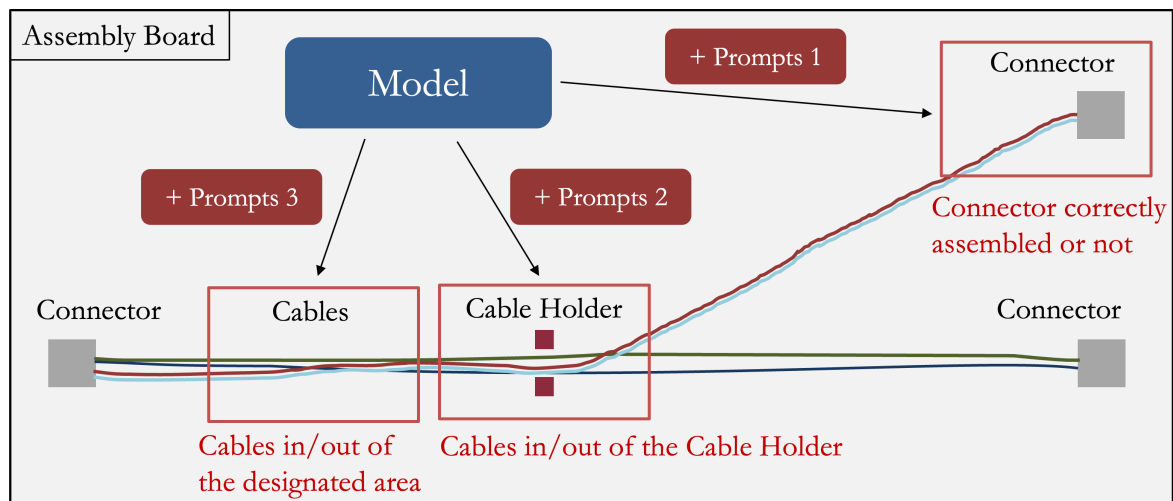 Assembly Board
Model
+ Prompts 1
Connector
+ Prompts 3
+ Prompts 2
Connector correctly
assembled or not
Connector
Cables
Cable Holder
Connector
Cables in/out of
the designated area
Cables in/out of the Cable Holder